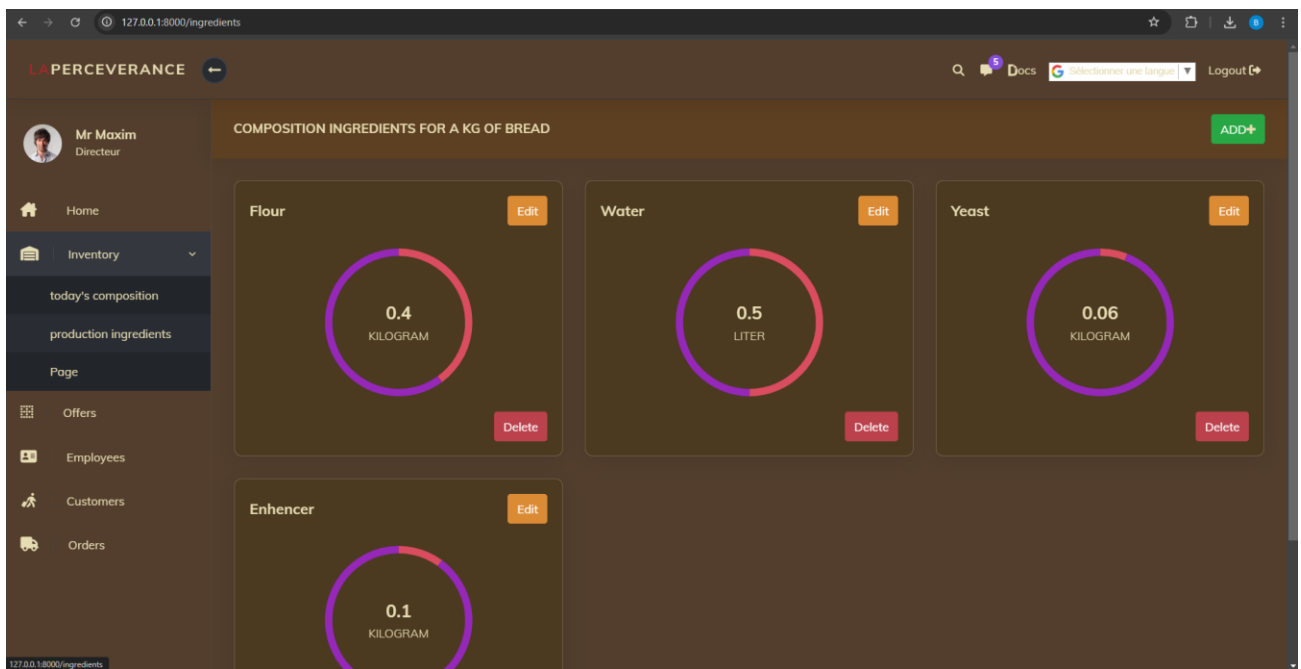 127.0.0.1:8000/ingredients
B
LAPERCEVERANCE
5
Docs
G Sélectionner une langue ▼
Logout
Mr Maxim
Directeur
COMPOSITION INGREDIENTS FOR A KG OF BREAD
ADD+
Home
Inventory
today's composition
production ingredients
Page
Offers
Employees
Customers
Orders
Flour
Edit
0.4
KILOGRAM
Delete
Water
Edit
0.5
LITER
Delete
Yeast
Edit
0.06
KILOGRAM
Delete
Enhencer
Edit
0.1
KILOGRAM
127.0.0.1:8000/ingredients